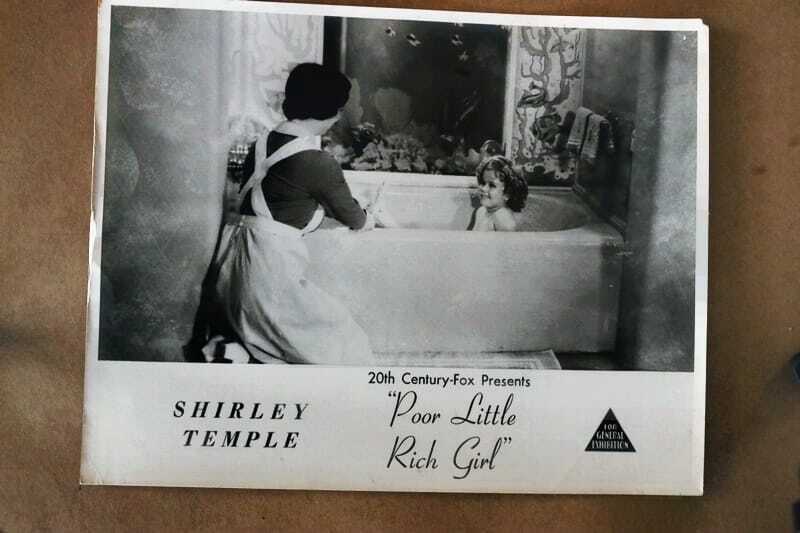 20th Century-Fox Presents
SHIRLEY
TEMPLE
"Poor Little
Rich Girl"
FOR
GENERAL
EXHIBITION